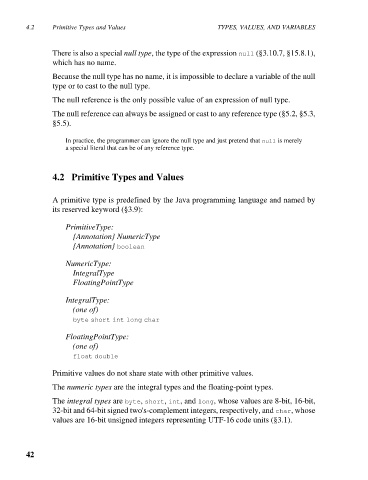 4.2 Primitive Types and Values TYPES, VALUES, AND VARIABLES
There is also a special null type, the type of the expression null (§3.10.7, §15.8.1),
which has no name.
Because the null type has no name, it is impossible to declare a variable of the null
type or to cast to the null type.
The null reference is the only possible value of an expression of null type.
The null reference can always be assigned or cast to any reference type (§5.2, §5.3,
§5.5).
In practice, the programmer can ignore the null type and just pretend that null is merely
a special literal that can be of any reference type.
4.2 Primitive Types and Values
A primitive type is predefined by the Java programming language and named by
its reserved keyword (§3.9):
PrimitiveType:
{Annotation} NumericType
{Annotation} boolean
NumericType:
IntegralType
FloatingPointType
IntegralType:
(one of)
byte short int long char
FloatingPointType:
(one of)
float double
Primitive values do not share state with other primitive values.
The numeric types are the integral types and the floating-point types.
The integral types are byte, short, int, and long, whose values are 8-bit, 16-bit,
32-bit and 64-bit signed two's-complement integers, respectively, and char, whose
values are 16-bit unsigned integers representing UTF-16 code units (§3.1).
42